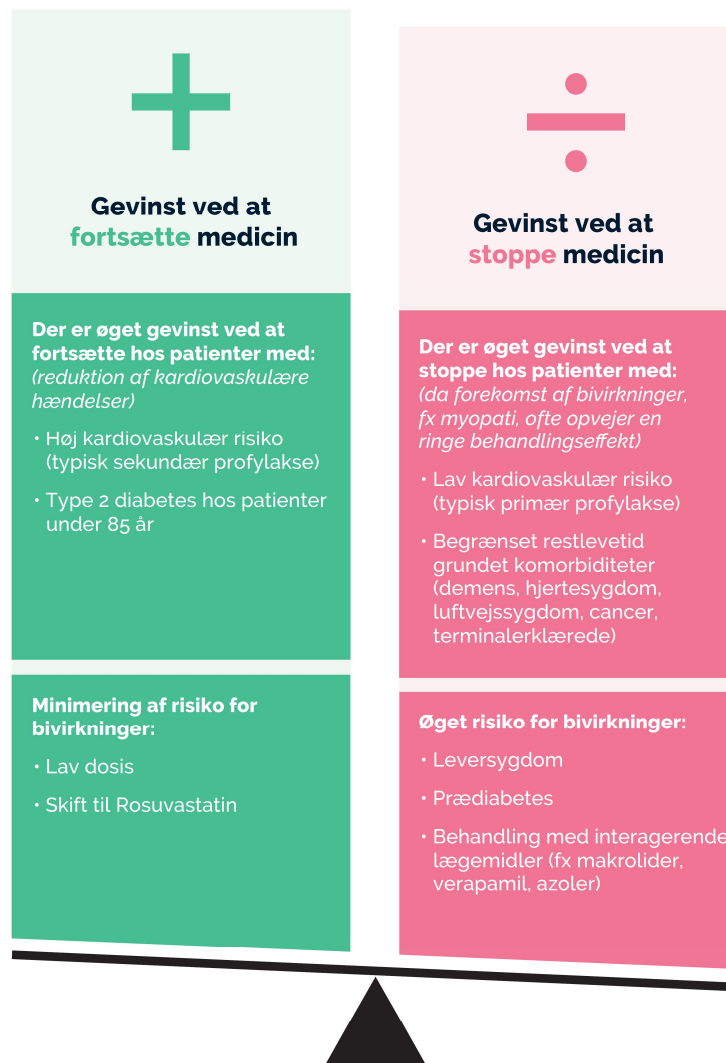 Gevinst ved at
fortsætte medicin
Der er øget gevinst ved at
fortsætte hos patienter med:
(reduktion af kardiovaskulære
hændelser)
• Høj kardiovaskulær risiko
(typisk sekundær profylakse)
• Type 2 diabetes hos patienter
under 85 år
Minimering af risiko for
bivirkninger:
• Lav dosis
• Skift til Rosuvastatin
Gevinst ved at
stoppe medicin
Der er øget gevinst ved at
stoppe hos patienter med:
(da forekomst af bivirkninger,
fx myopati, ofte opvejer en
ringe behandlingseffekt)
• Lav kardiovaskulær risiko
(typisk primær profylakse)
• Begrænset restlevetid
grundet komorbiditeter
(demens, hjertesygdom,
luftvejssygdom, cancer,
terminalerklærede)
Øget risiko for bivirkninger:
• Leversygdom
• Prædiabetes
• Behandling med interagerende
lægemidler (fx makrolider,
verapamil, azoler)